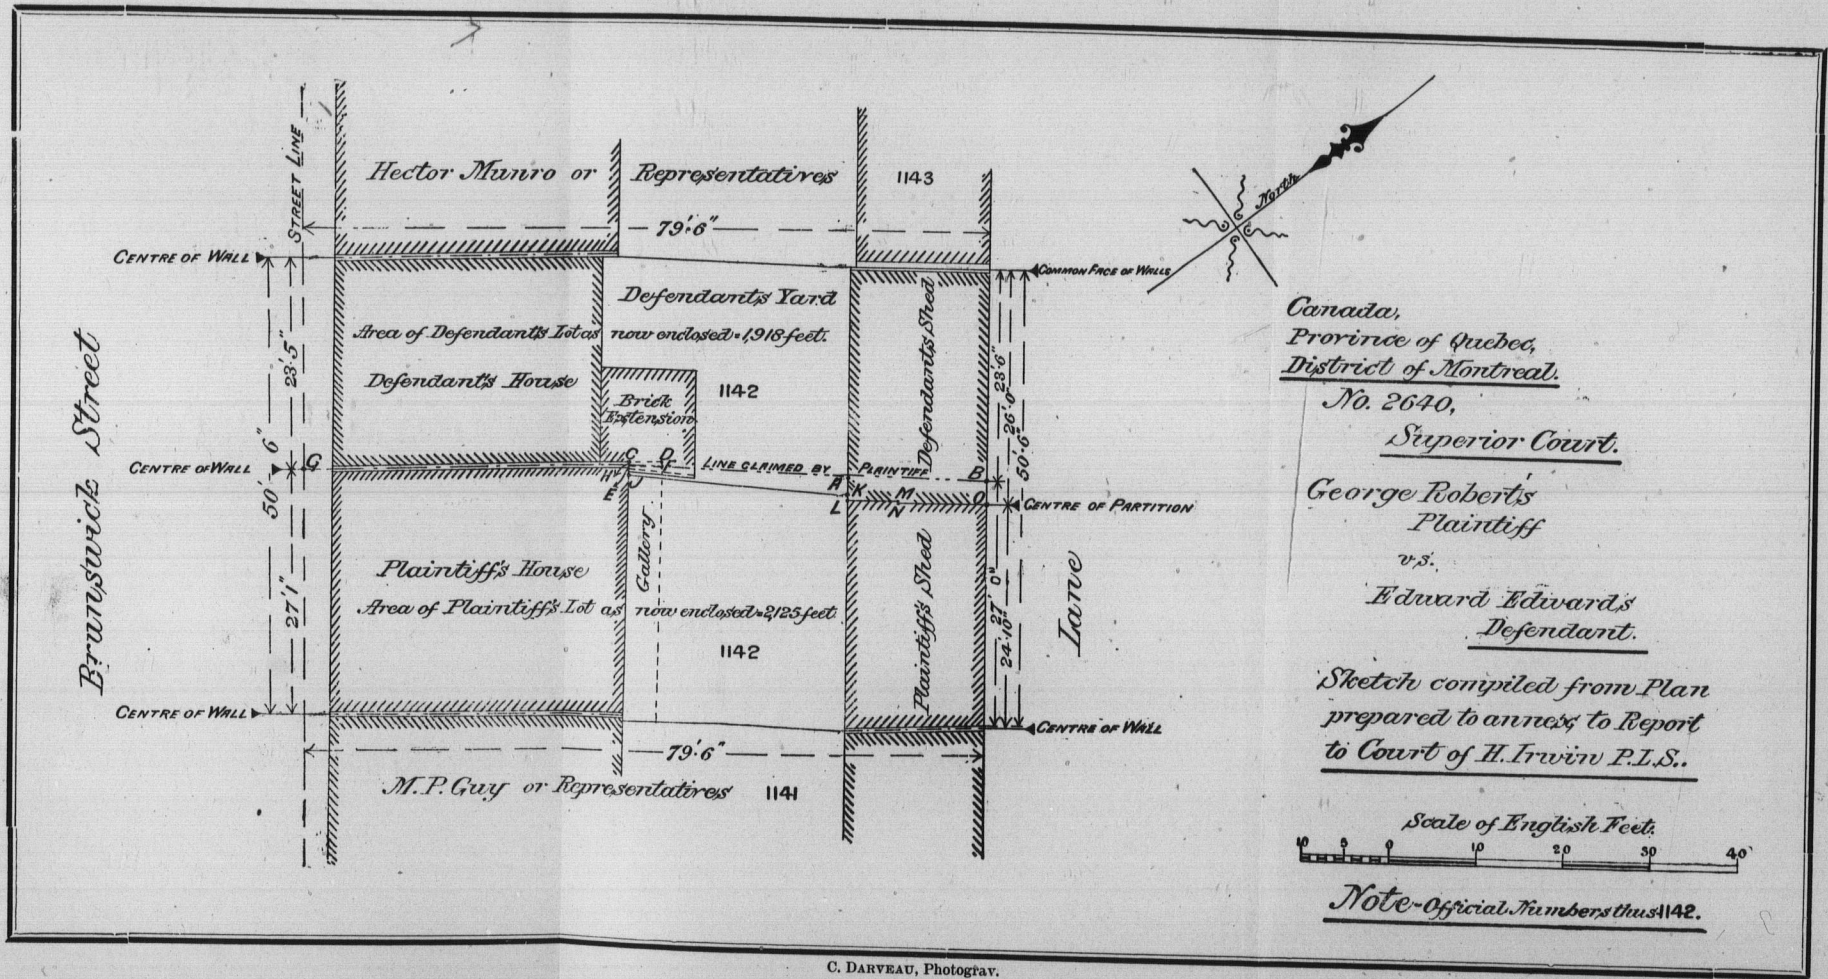 STREET LINE
Hector Munro or Representatives 1143
79'.6"
CENTRE OF WALL
COMMON FACE OF WALLS
North
Brunswick Street
50' 6"
23'.5"
27'1"
Defendant's Yard
Area of Defendant's Lot as now enclosed = 1,918 feet.
Defendant's House
Brick
Extension
1142
Defendant's Shed
23'.6"
26'.0"
50'.6"
CENTRE OF WALL
G
C D
LINE CLAIMED BY PLAINTIFF
B
H F
E J
A K M O
L N
CENTRE OF PARTITION
Gallery
Plaintiff's House
Area of Plaintiff's Lot as now enclosed = 2,125 feet
1142
Plaintiff's Shed
27' 0"
24'.10"
Lane
CENTRE OF WALL
CENTRE OF WALL
79'.6"
M. P. Guy or Representatives 1141
Canada,
Province of Quebec,
District of Montreal.
No. 2640,
Superior Court.
George Robert's
Plaintiff
vs.
Edward Edwards
Defendant.
Sketch compiled from Plan
prepared to annex to Report
to Court of H. Irwin P.L.S..
Scale of English Feet.
10 5 0 10 20 30 40
Note - Official Numbers thus 1142.
C. DARVEAU, Photograv.